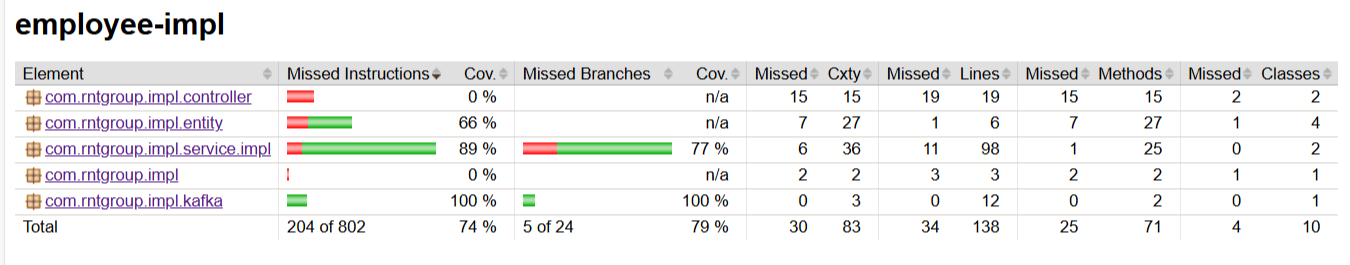 employee-impl
Element Missed Instructions Cov. Missed Branches Cov. Missed Cxty Missed Lines Missed Methods Missed Classes
com.rntgroup.impl.controller 0 % n/a 15 15 19 19 15 15 2 2
com.rntgroup.impl.entity 66 % n/a 7 27 1 6 7 27 1 4
com.rntgroup.impl.service.impl 89 % 77 % 6 36 11 98 1 25 0 2
com.rntgroup.impl 0 % n/a 2 2 3 3 2 2 1 1
com.rntgroup.impl.kafka 100 % 100 % 0 3 0 12 0 2 0 1
Total 204 of 802 74 % 5 of 24 79 % 30 83 34 138 25 71 4 10